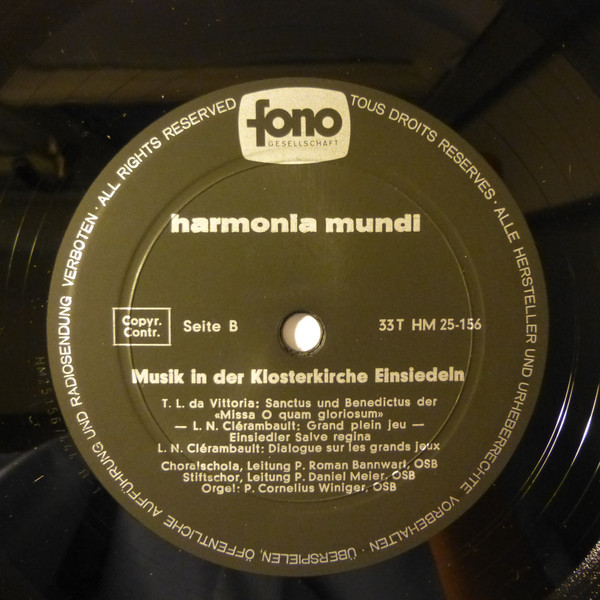 fono
GESELLSCHAFT
ALL RIGHTS RESERVED
TOUS DROITS RESERVES · ALLE HERSTELLER UND URHEBERRECHTE VORBEHALTEN · ÜBERSPIELEN, ÖFFENTLICHE AUFFÜHRUNG UND RADIOSENDUNG VERBOTEN ·
harmonia mundi
Copyr.
Contr.
Seite B
33 T HM 25-156
Musik in der Klosterkirche Einsiedeln
T. L. da Vittoria: Sanctus und Benedictus der
«Missa O quam gloriosum»
— L. N. Clérambault: Grand plein jeu —
Einsiedler Salve regina
L. N. Clérambault: Dialogue sur les grands jeux
Choralschola, Leitung P. Roman Bannwart, OSB
Stiftschor, Leitung P. Daniel Meier, OSB
Orgel: P. Cornelius Winiger, OSB